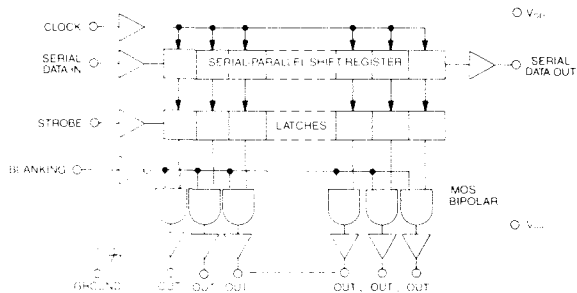 CLOCK
SERIAL DATA IN
SERIAL-PARALLEL SHIFT REGISTER
SERIAL DATA OUT
STROBE
LATCHES
BLANKING
MOS
BIPOLAR
GROUND
OUT OUT OUT
OUT OUT OUT